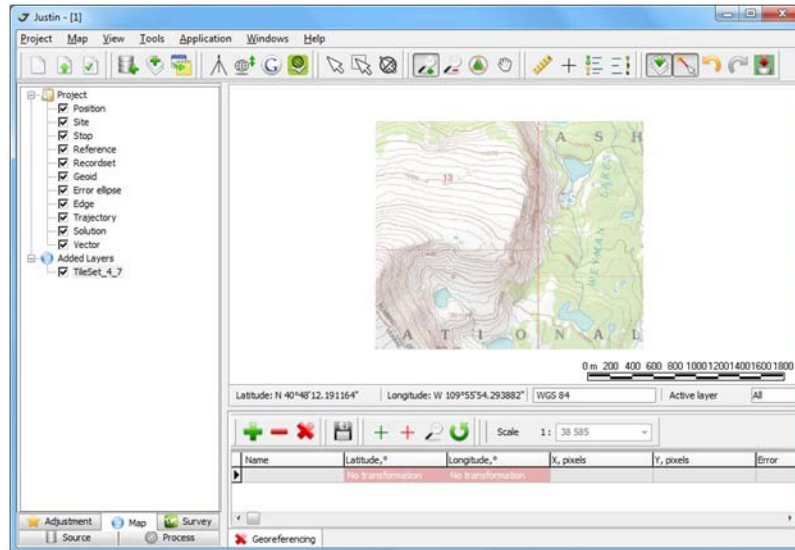 Justin - [1]
Project Map View Tools Application Windows Help
Project
Position
Site
Stop
Reference
Recordset
Geoid
Error ellipse
Edge
Trajectory
Solution
Vector
Added Layers
TileSet_4_7
A S H
13
WEYMAN LAKES
A T I O N A L
0 m 200 400 600 800 1000 1200 1400 1600 1800
Latitude: N 40°48'12.191164" Longitude: W 109°55'54.293882" WGS 84 Active layer All
Scale 1: 38 585
Name Latitude,° Longitude,° X, pixels Y, pixels Error
No transformation No transformation
Adjustment Map Survey
Source Process
Georeferencing